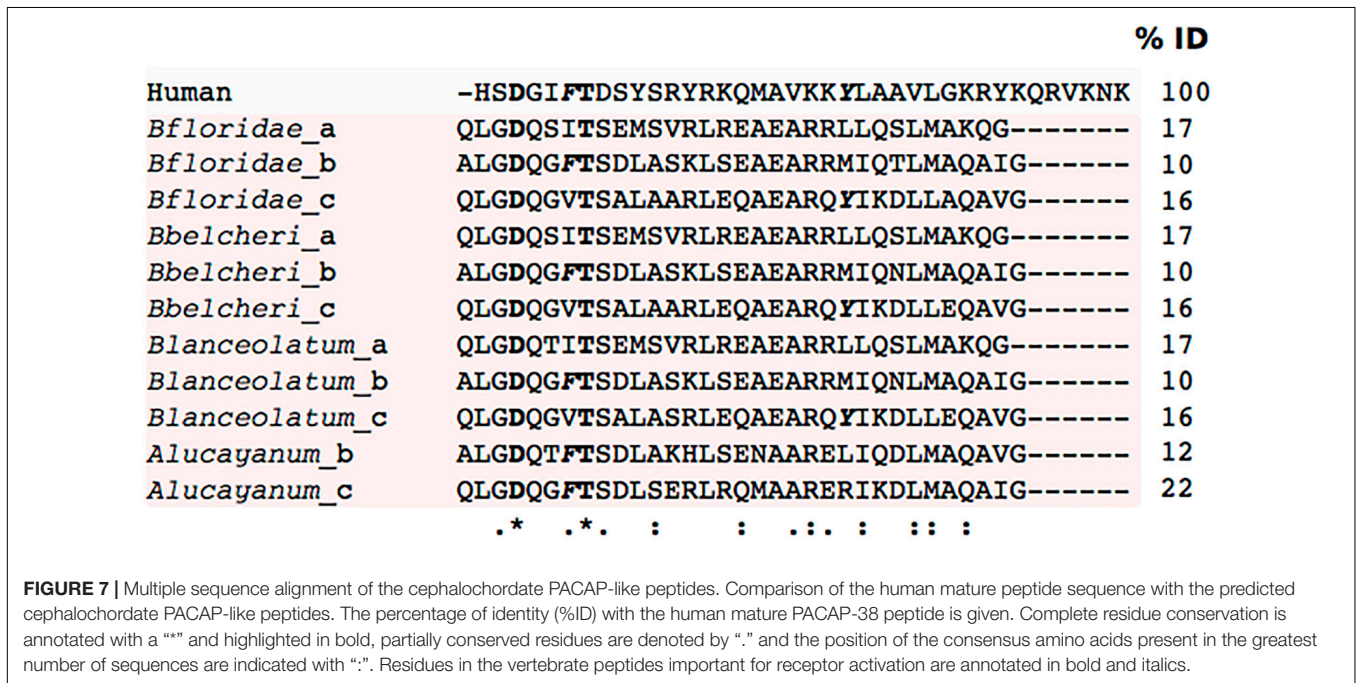 % ID
Human -HSDGIFTDSYSRYRKQMAVKKYLAAVLGKRYKQRVKNK 100
Bfloridae_a QLGDQSITSEMSVRLREAEARRLLQSLMAKQG------- 17
Bfloridae_b ALGDQGFTSDLASKLSEAEARRMIQTLMAQAIG------ 10
Bfloridae_c QLGDQGVTSALAARLEQAEARQYIKDLLAQAVG------ 16
Bbelcheri_a QLGDQSITSEMSVRLREAEARRLLQSLMAKQG------- 17
Bbelcheri_b ALGDQGFTSDLASKLSEAEARRMIQNLMAQAIG------ 10
Bbelcheri_c QLGDQGVTSALAARLEQAEARQYIKDLLEQAVG------ 16
Blanceolatum_a QLGDQTITSEMSVRLREAEARRLLQSLMAKQG------- 17
Blanceolatum_b ALGDQGFTSDLASKLSEAEARRMIQNLMAQAIG------ 10
Blanceolatum_c QLGDQGVTSALASRLEQAEARQYIKDLLEQAVG------ 16
Alucayanum_b ALGDQTFTSDLAKHLSENAARELIQDLMAQAVG------ 12
Alucayanum_c QLGDQGFTSDLSERLRQMAARERIKDLMAQAIG------ 22
.* .*. : : .:. : :: :
FIGURE 7 | Multiple sequence alignment of the cephalochordate PACAP-like peptides. Comparison of the human mature peptide sequence with the predicted
cephalochordate PACAP-like peptides. The percentage of identity (%ID) with the human mature PACAP-38 peptide is given. Complete residue conservation is
annotated with a “*” and highlighted in bold, partially conserved residues are denoted by “.” and the position of the consensus amino acids present in the greatest
number of sequences are indicated with “:”. Residues in the vertebrate peptides important for receptor activation are annotated in bold and italics.